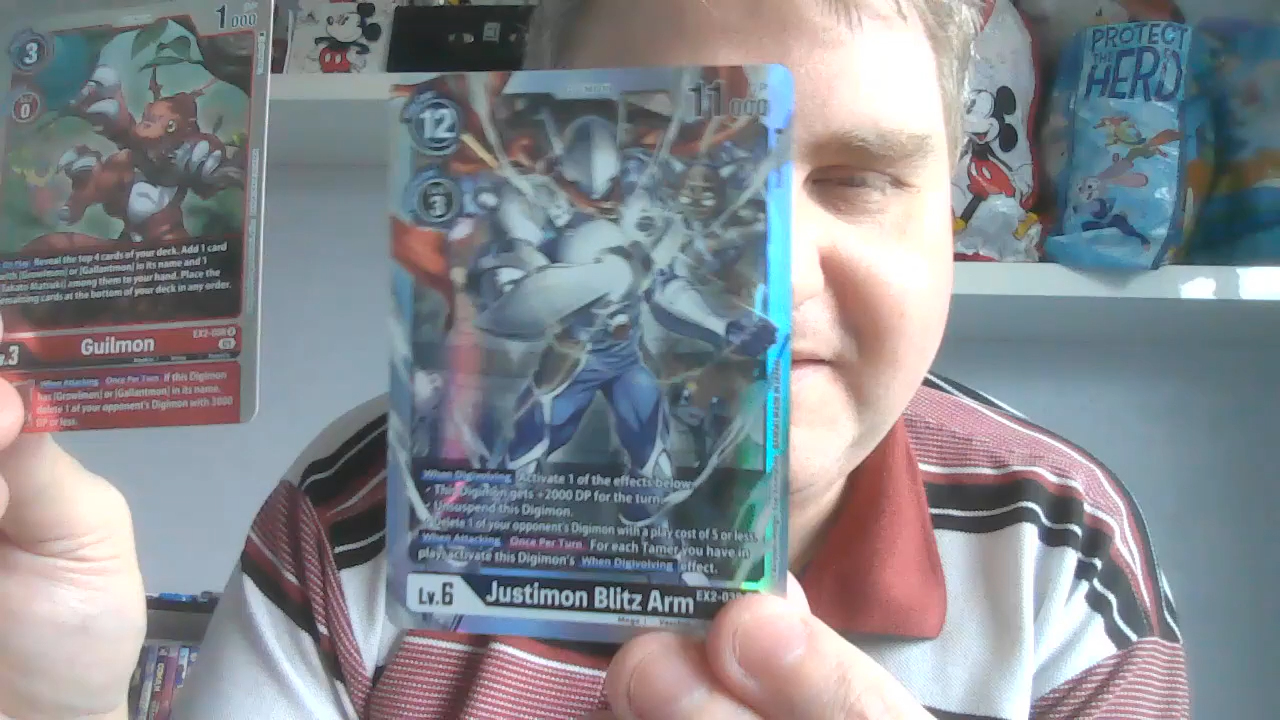 1000
3
0
On Play Reveal the top 4 cards of your deck. Add 1 card
with [Growlmon] or [Gallantmon] in its name and 1
[Takato Matsuki] among them to your hand. Place the
remaining cards at the bottom of your deck in any order.
EX2-008
Lv.3
Guilmon
When Attacking Once Per Turn If this Digimon
has [Growlmon] or [Gallantmon] in its name,
delete 1 of your opponent's Digimon with 3000
DP or less.
11000
12
3
When Digivolving Activate 1 of the effects below.
・This Digimon gets +2000 DP for the turn.
・Unsuspend this Digimon.
・Delete 1 of your opponent's Digimon with a play cost of 5 or less.
When Attacking Once Per Turn For each Tamer you have in
play, activate this Digimon's When Digivolving effect.
Lv.6
Justimon Blitz Arm
EX2-03
Mega
PROTECT
THE
HERD